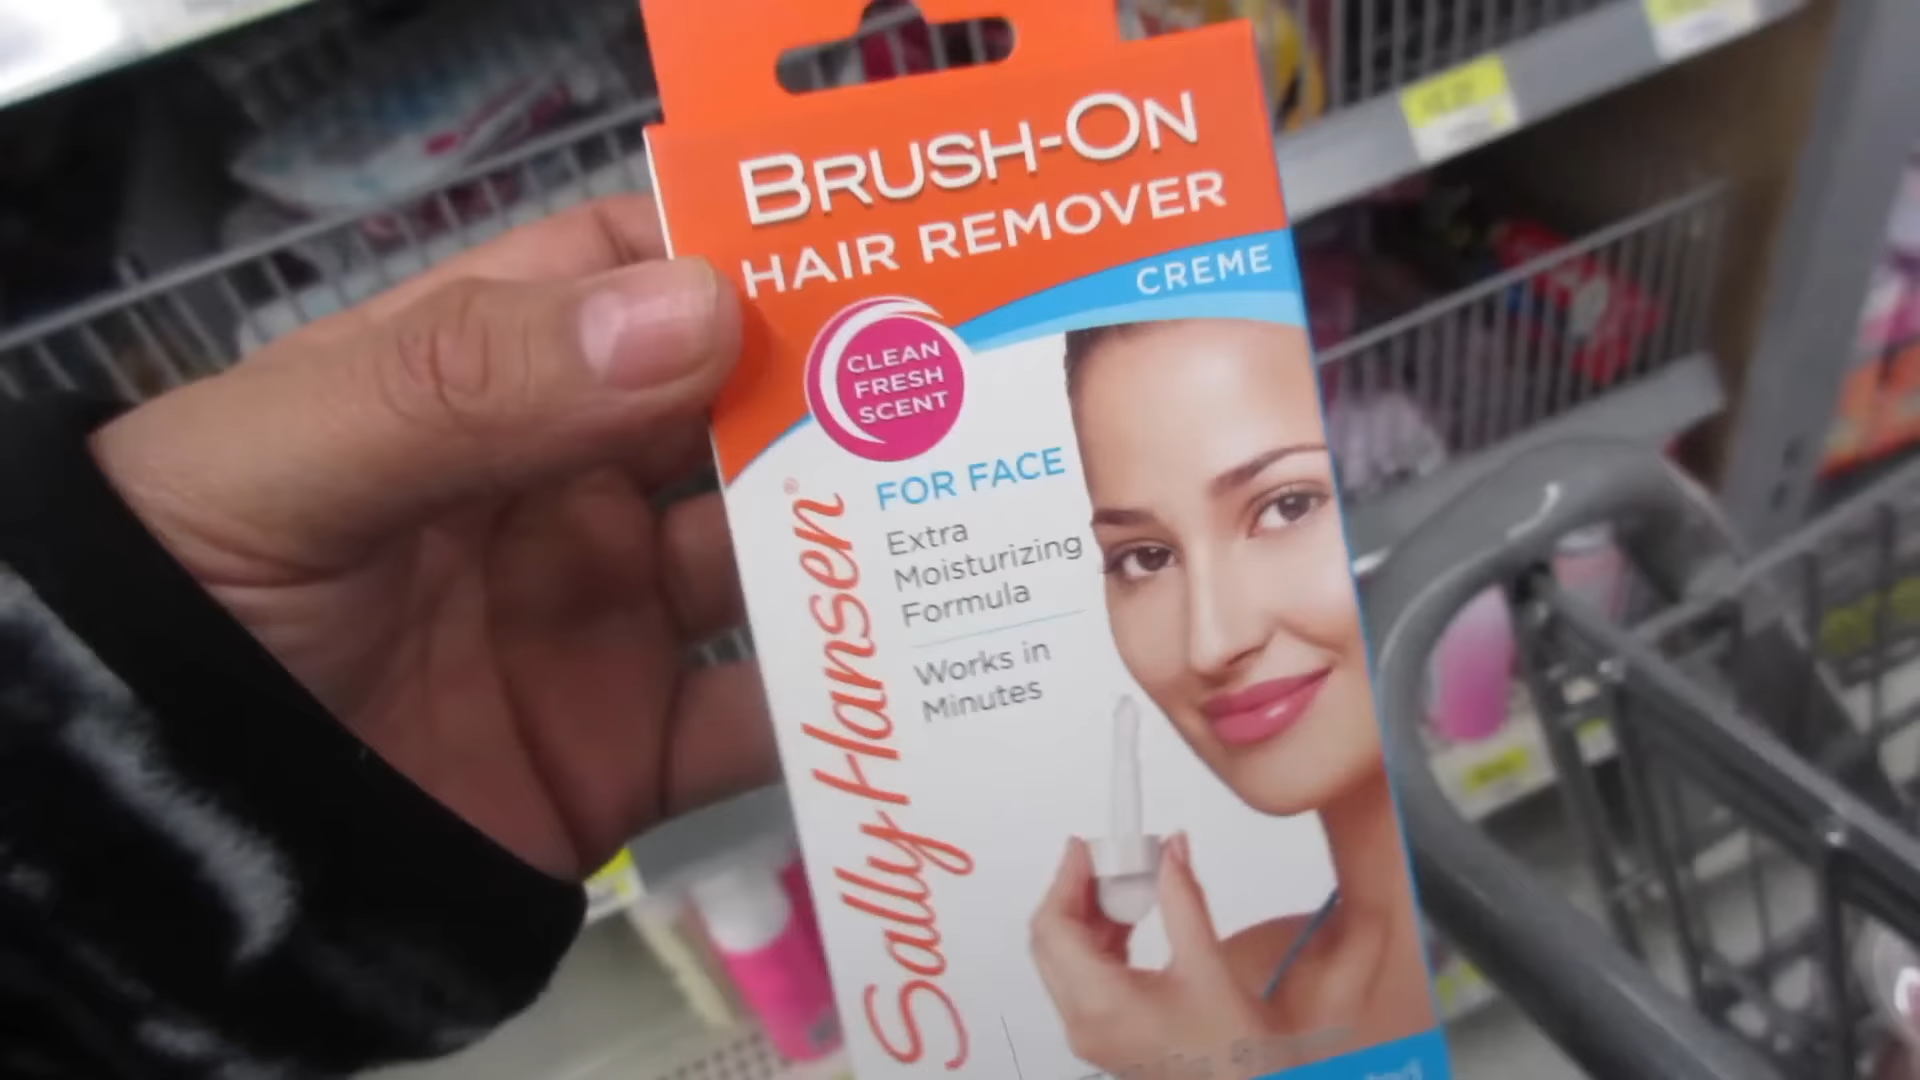 BRUSH-ON
HAIR REMOVER
CREME
CLEAN
FRESH
SCENT
FOR FACE
Extra
Moisturizing
Formula
Works in
Minutes
Sally Hansen®